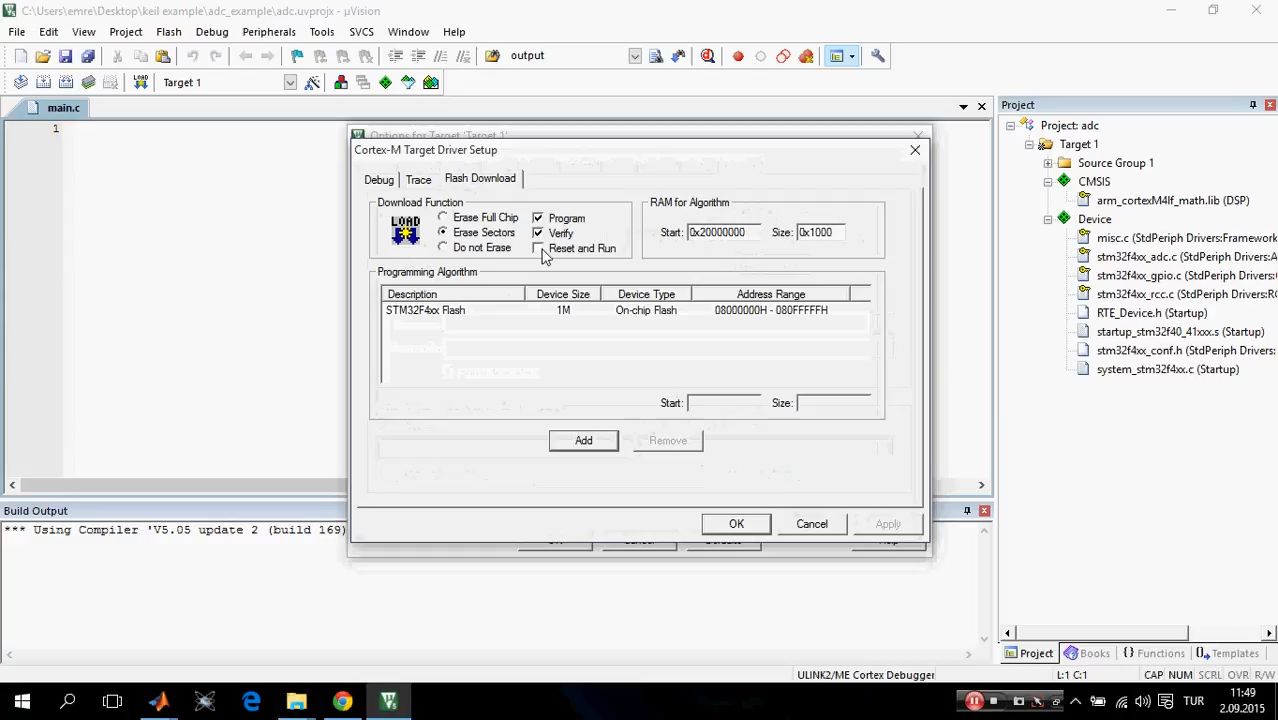 C:\Users\emre\Desktop\keil example\adc_example\adc.uvprojx - µVision
File Edit View Project Flash Debug Peripherals Tools SVCS Window Help
output
LOAD Target 1
main.c
1
Options for Target 'Target 1'
Cortex-M Target Driver Setup
Debug Trace Flash Download
Download Function
LOAD
Erase Full Chip
Erase Sectors
Do not Erase
Program
Verify
Reset and Run
RAM for Algorithm
Start: 0x20000000 Size: 0x1000
Programming Algorithm
Description Device Size Device Type Address Range
STM32F4xx Flash 1M On-chip Flash 08000000H - 080FFFFFH
Start: Size:
Add Remove
OK Cancel Apply
Project
Project: adc
Target 1
Source Group 1
CMSIS
arm_cortexM4lf_math.lib (DSP)
Device
misc.c (StdPeriph Drivers:Framework
stm32f4xx_adc.c (StdPeriph Drivers:
stm32f4xx_gpio.c (StdPeriph Drivers:
stm32f4xx_rcc.c (StdPeriph Drivers:RC
RTE_Device.h (Startup)
startup_stm32f40_41xxx.s (Startup)
stm32f4xx_conf.h (StdPeriph Drivers:
system_stm32f4xx.c (Startup)
Project Books Functions Templates
Build Output
*** Using Compiler 'V5.05 update 2 (build 169)
ULINK2/ME Cortex Debugger L:1 C:1 CAP NUM SCRL OVR R/W
TUR
11:49
2.09.2015